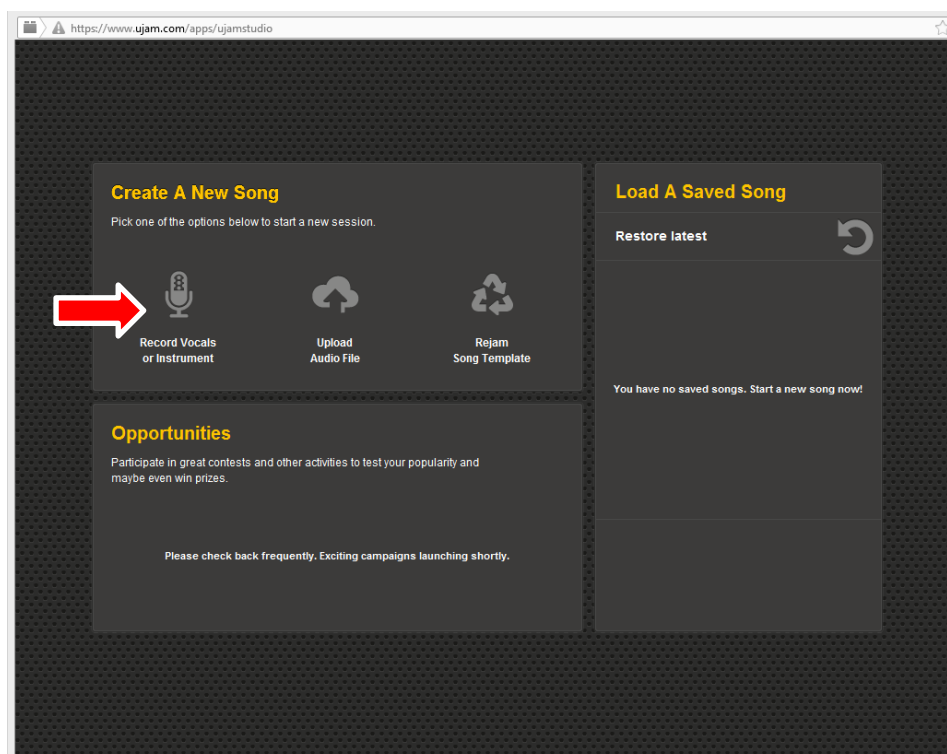 https://www.ujam.com/apps/ujamstudio
Create A New Song
Pick one of the options below to start a new session.
Record Vocals
or Instrument
Upload
Audio File
Rejam
Song Template
Opportunities
Participate in great contests and other activities to test your popularity and
maybe even win prizes.
Please check back frequently. Exciting campaigns launching shortly.
Load A Saved Song
Restore latest
You have no saved songs. Start a new song now!